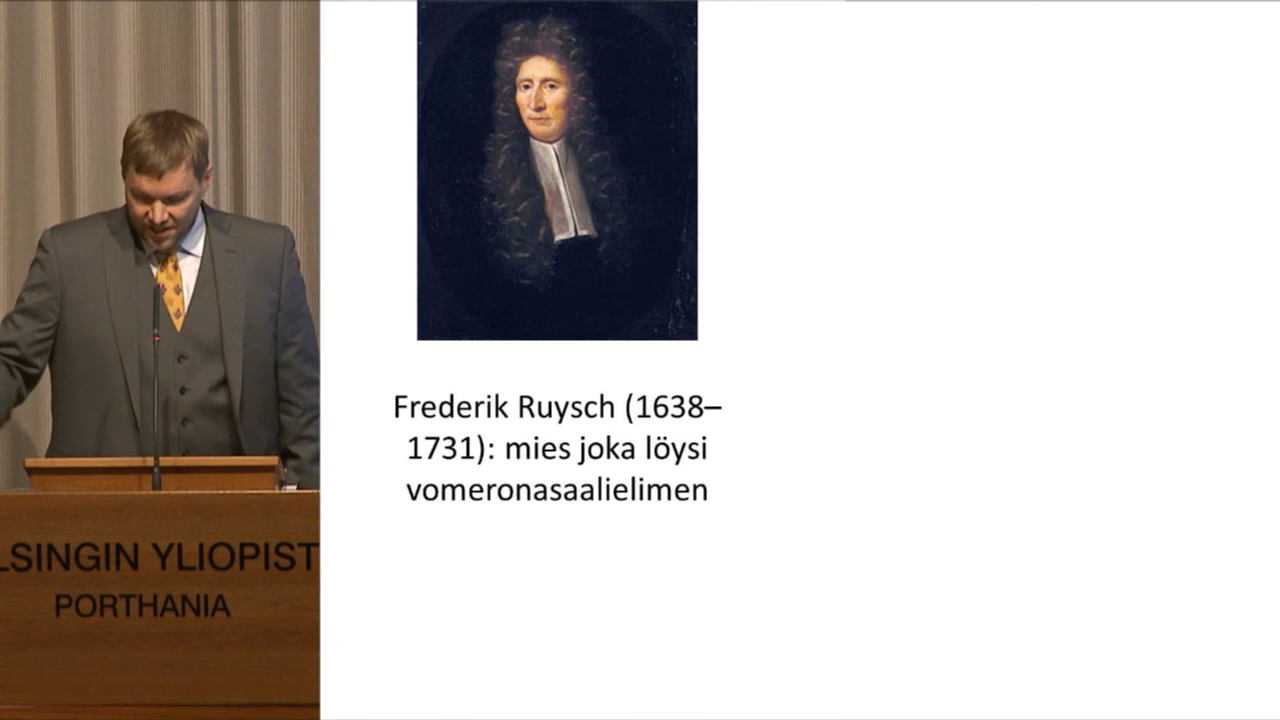 Frederik Ruysch (1638–
1731): mies joka löysi
vomeronasaalielimen
LSINGIN YLIOPIST
PORTHANIA